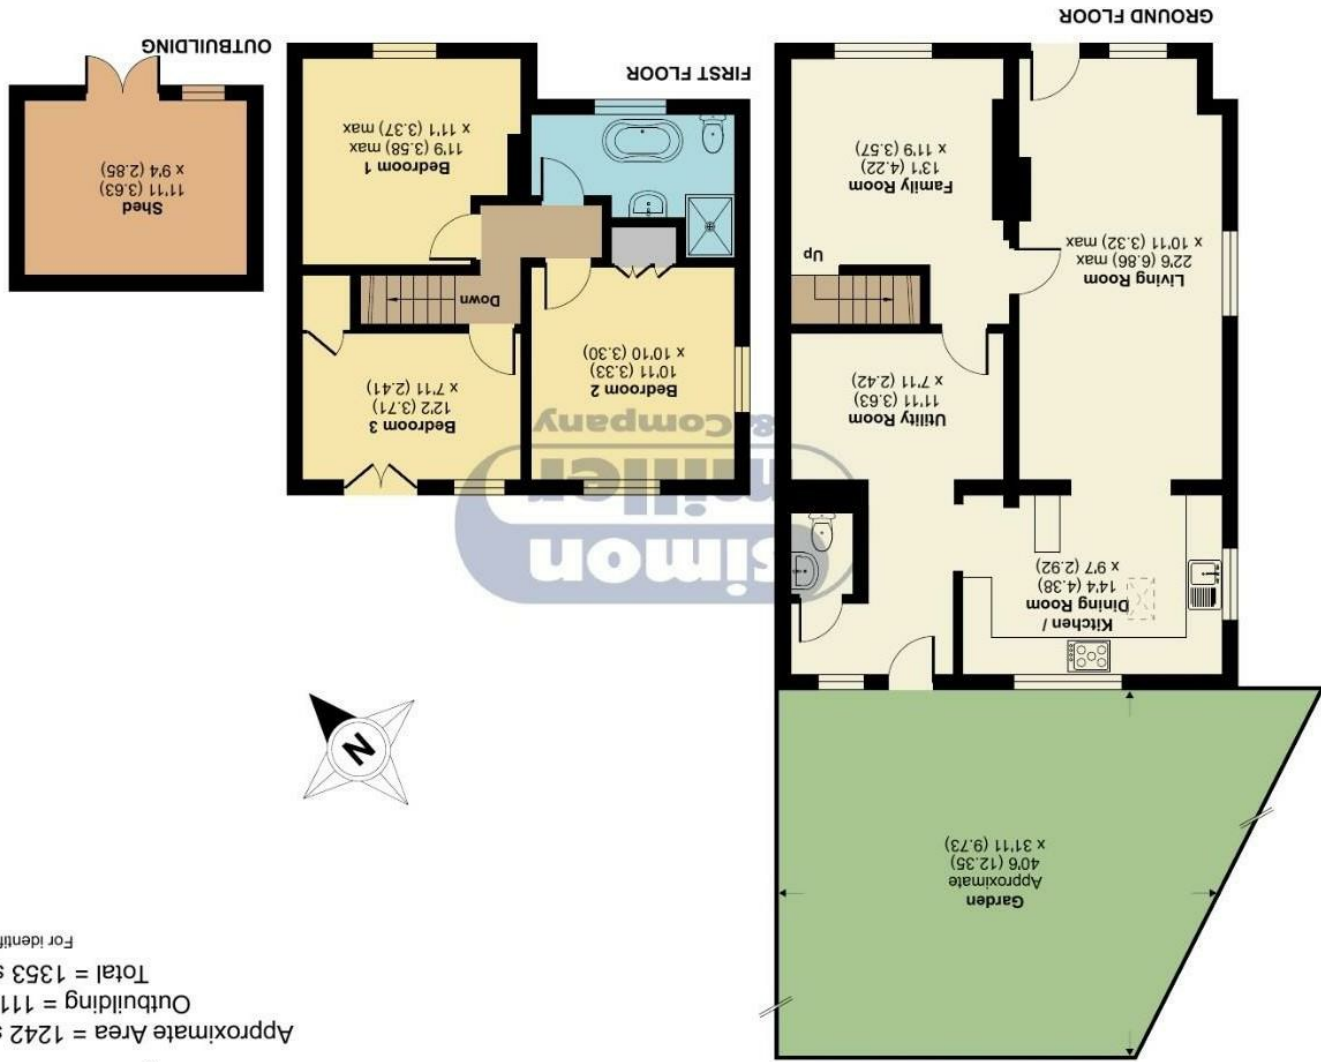 Approximate Area = 1242 s
Outbuilding = 111
Total = 1353 s
For identif
Garden
Approximate
40'6 (12.35)
x 31'11 (9.73)
N
Kitchen /
Dining Room
14'4 (4.38)
x 9'7 (2.92)
Utility Room
11'11 (3.63)
x 7'11 (2.42)
Living Room
22'6 (6.86) max
x 10'11 (3.32) max
Up
Family Room
13'1 (4.22)
x 11'9 (3.57)
GROUND FLOOR
simon
miller
& Company
Bedroom 2
10'11 (3.33)
x 10'10 (3.30)
Bedroom 3
12'2 (3.71)
x 7'11 (2.41)
Down
Bedroom 1
11'9 (3.58) max
x 11'1 (3.37) max
FIRST FLOOR
Shed
11'11 (3.63)
x 9'4 (2.85)
OUTBUILDING